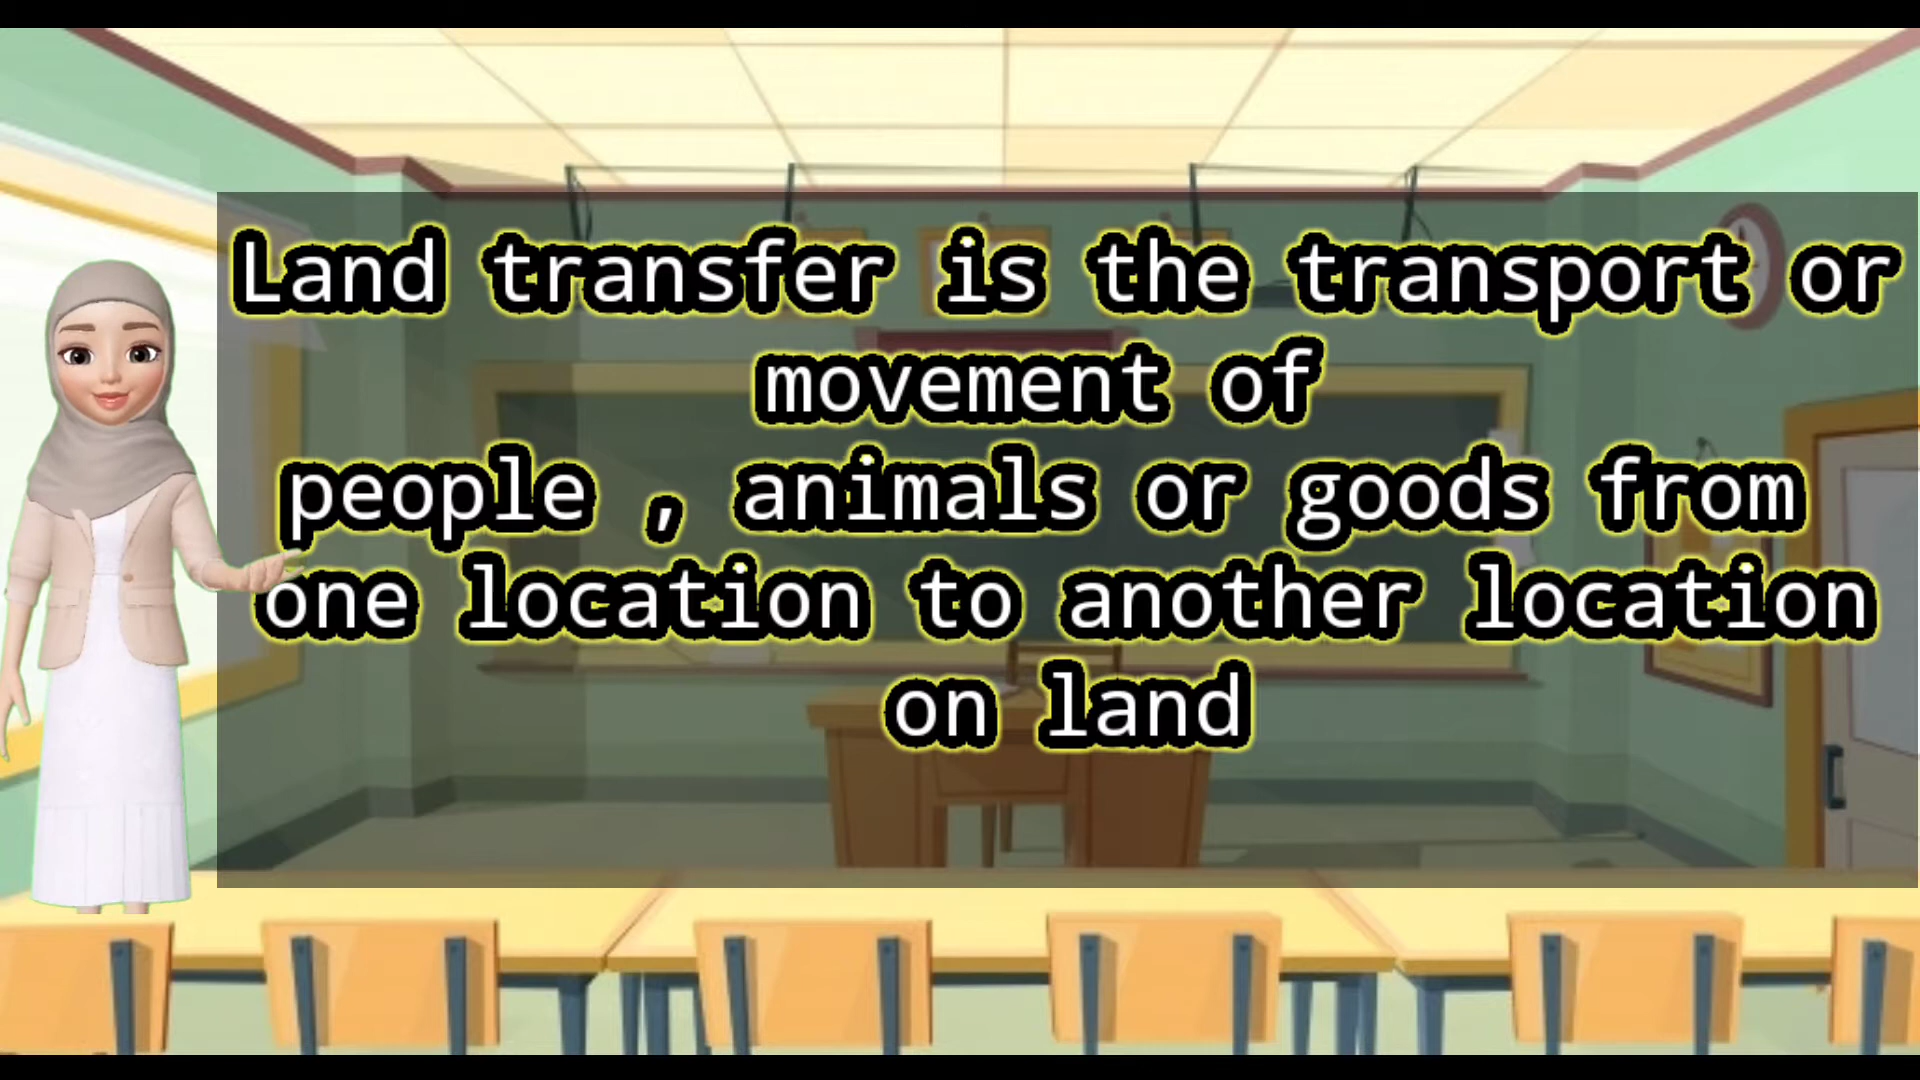 Land transfer is the transport or
movement of
people , animals or goods from
one location to another location
on land